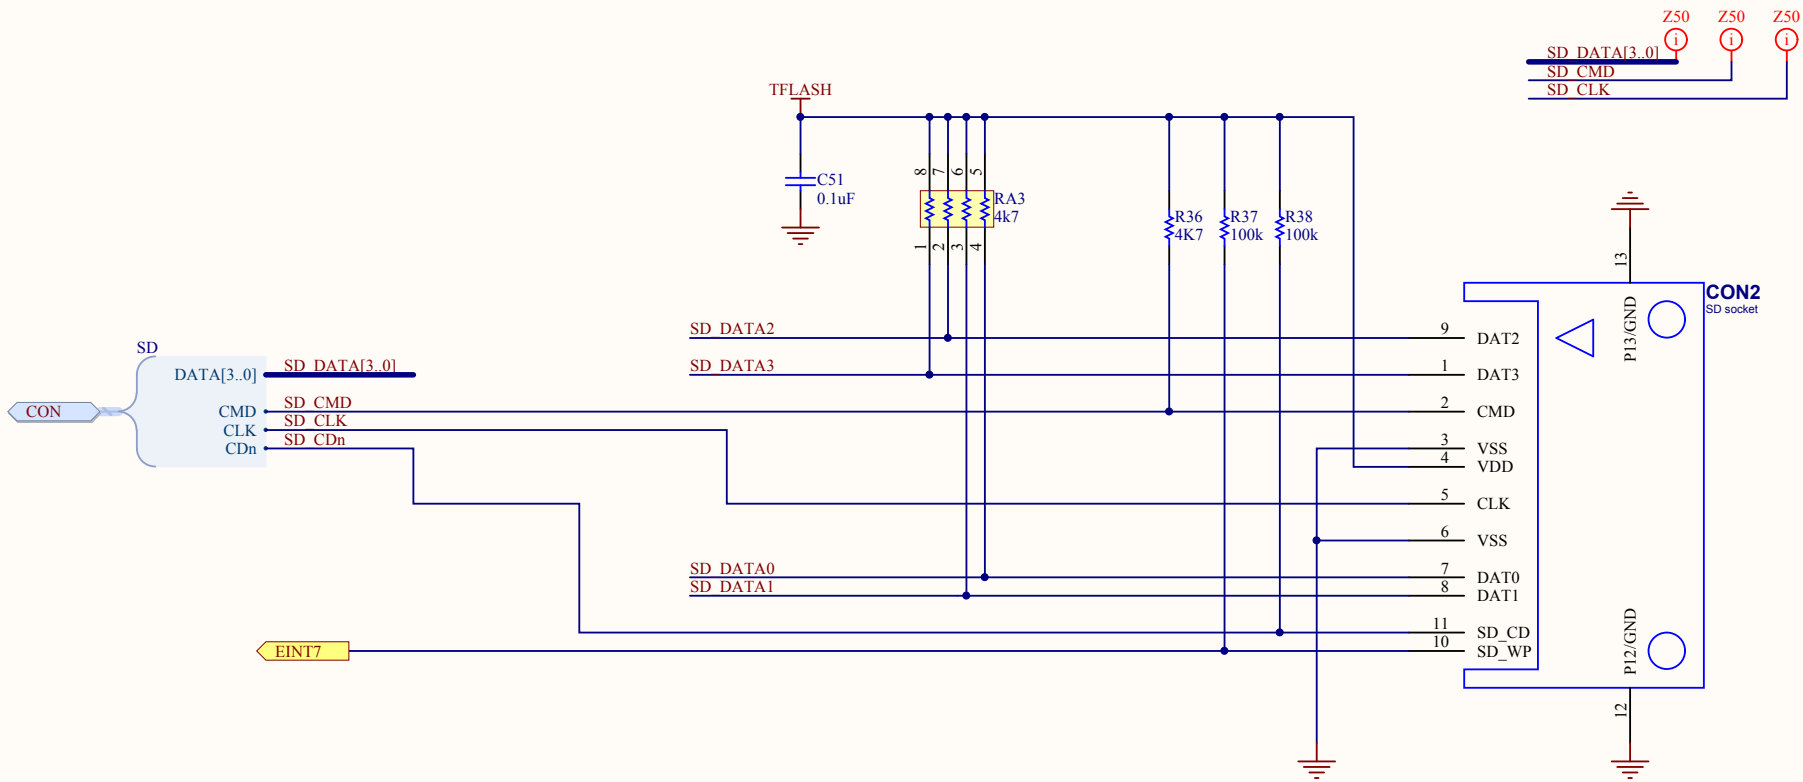 Z50 Z50 Z50
i i i
SD_DATA[3..0]
SD_CMD
SD_CLK
TFLASH
C51
0.1uF
8 7 6 5
RA3
4k7
1 2 3 4
R36
4K7
R37
100k
R38
100k
13
P13/GND
CON2
SD socket
SD_DATA2
9 DAT2
SD_DATA3
1 DAT3
SD
DATA[3..0] SD_DATA[3..0]
CON
CMD SD_CMD
2 CMD
CLK SD_CLK
CDn SD_CDn
3 VSS
4 VDD
5 CLK
6 VSS
SD_DATA0
7 DAT0
SD_DATA1
8 DAT1
11 SD_CD
EINT7
10 SD_WP
P12/GND
12